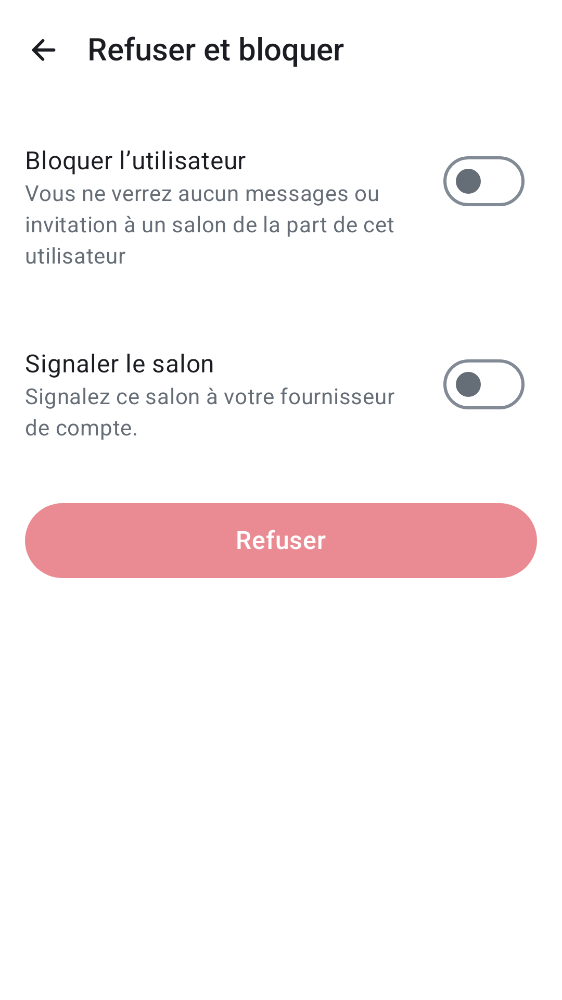 Refuser et bloquer
Bloquer l’utilisateur
Vous ne verrez aucun messages ou
invitation à un salon de la part de cet
utilisateur
Signaler le salon
Signalez ce salon à votre fournisseur
de compte.
Refuser